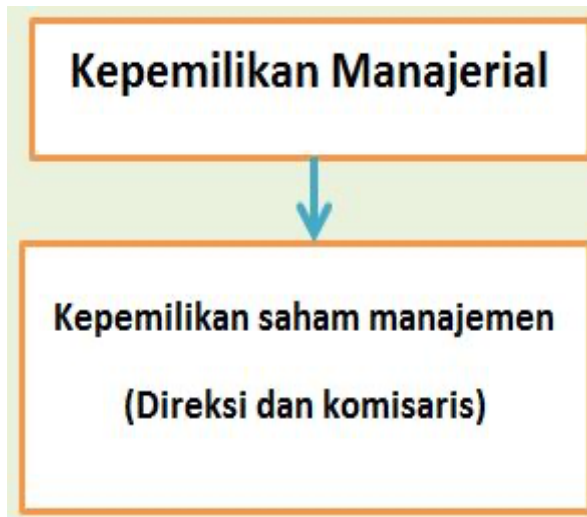 Kepemilikan Manajerial
Kepemilikan saham manajemen
(Direksi dan komisaris)